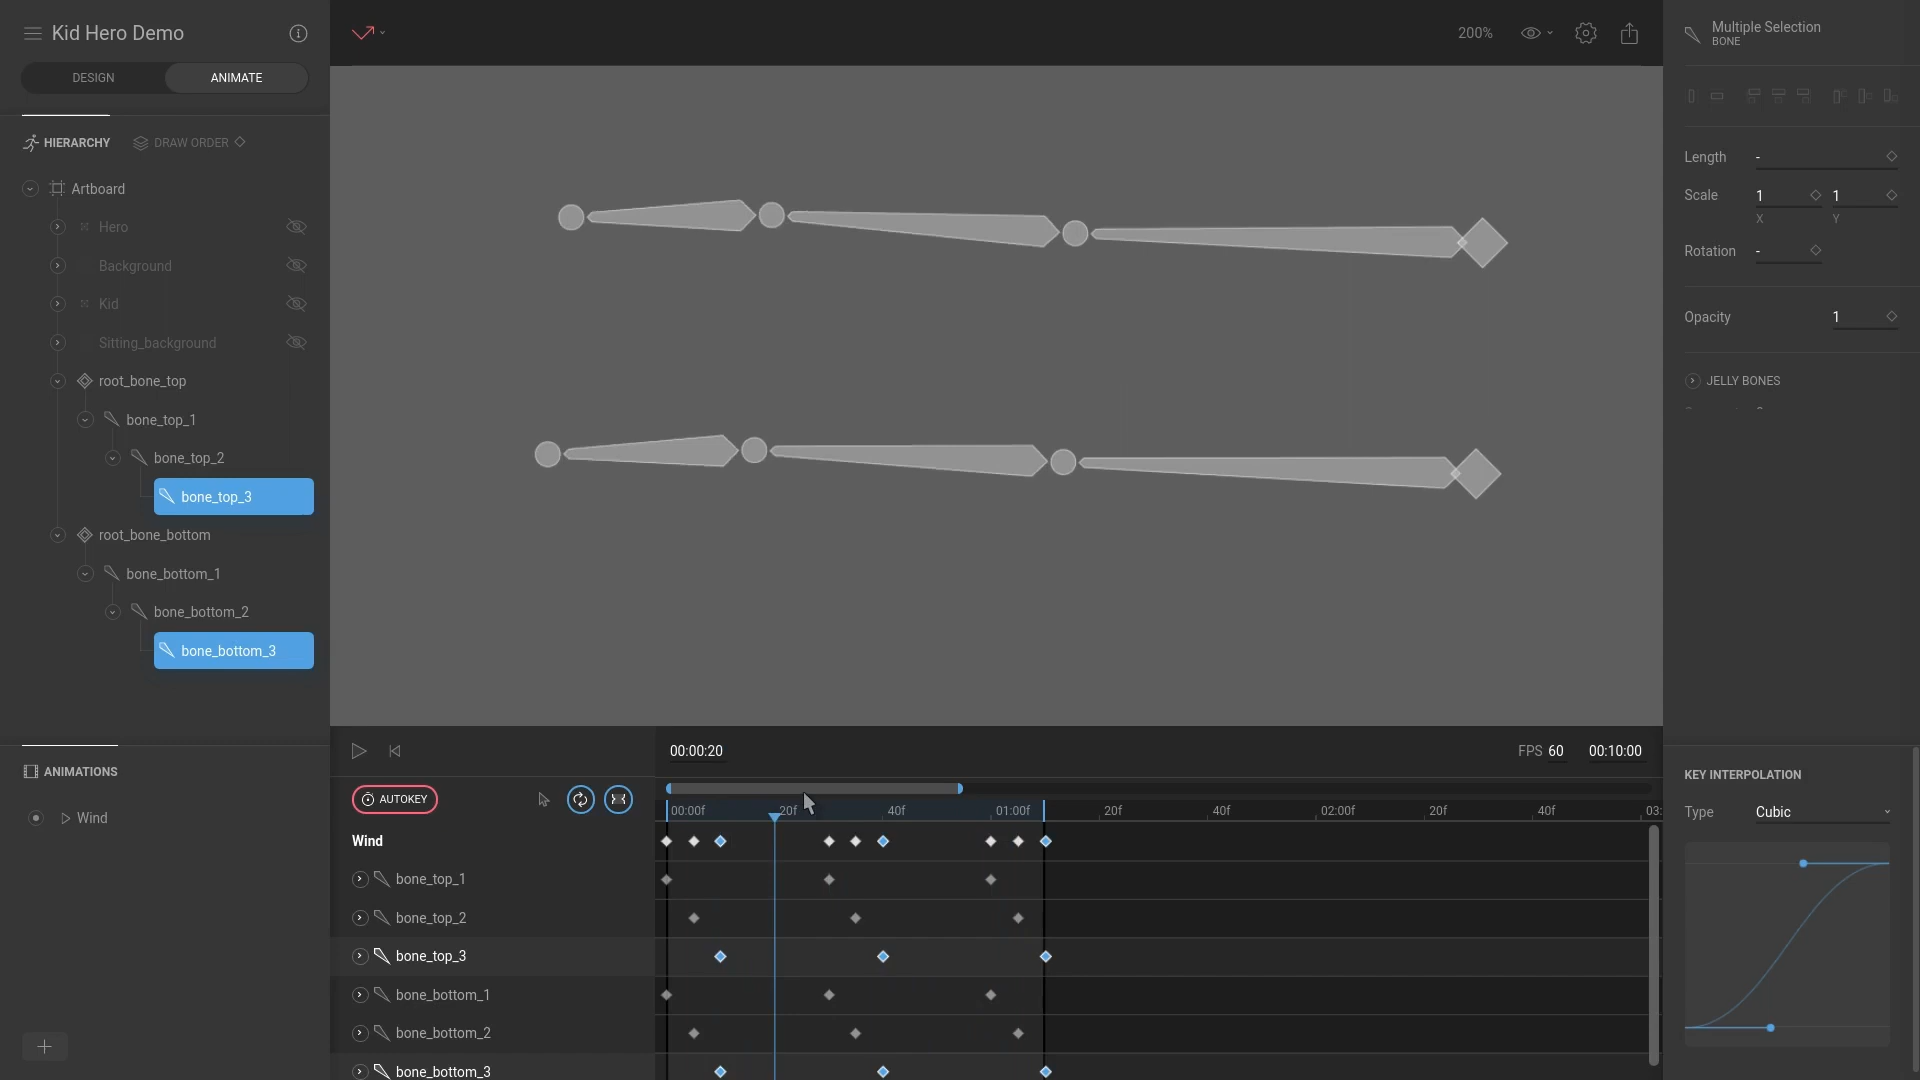 Kid Hero Demo
DESIGN
ANIMATE
HIERARCHY
DRAW ORDER
Artboard
Hero
Background
Kid
Sitting_background
root_bone_top
bone_top_1
bone_top_2
bone_top_3
root_bone_bottom
bone_bottom_1
bone_bottom_2
bone_bottom_3
ANIMATIONS
Wind
200%
00:00:20
FPS 60 00:10:00
AUTOKEY
00:00f 20f 40f 01:00f 20f 40f 02:00f 20f 40f 03:
Wind
bone_top_1
bone_top_2
bone_top_3
bone_bottom_1
bone_bottom_2
bone_bottom_3
Multiple Selection
BONE
Length -
Scale 1 1
X Y
Rotation -
Opacity 1
JELLY BONES
KEY INTERPOLATION
Type Cubic